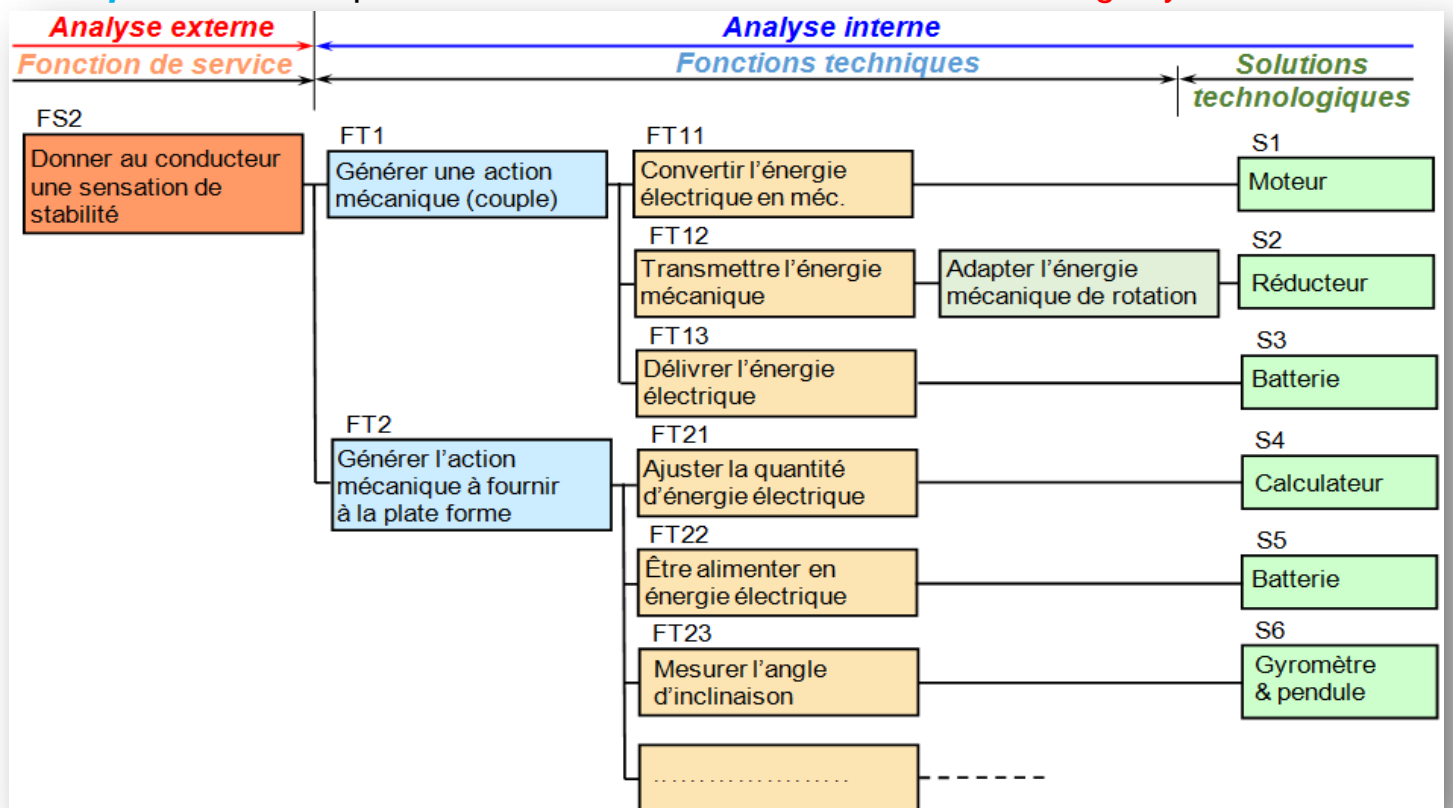 Analyse externe
Analyse interne
Fonction de service
Fonctions techniques
Solutions
technologiques
FS2
Donner au conducteur
une sensation de
stabilité
FT1
Générer une action
mécanique (couple)
FT11
Convertir l'énergie
électrique en méc.
S1
Moteur
FT12
Transmettre l'énergie
mécanique
Adapter l'énergie
mécanique de rotation
S2
Réducteur
FT13
Délivrer l'énergie
électrique
S3
Batterie
FT2
Générer l'action
mécanique à fournir
à la plate forme
FT21
Ajuster la quantité
d'énergie électrique
S4
Calculateur
FT22
Être alimenter en
énergie électrique
S5
Batterie
FT23
Mesurer l'angle
d'inclinaison
S6
Gyromètre
& pendule
.....................